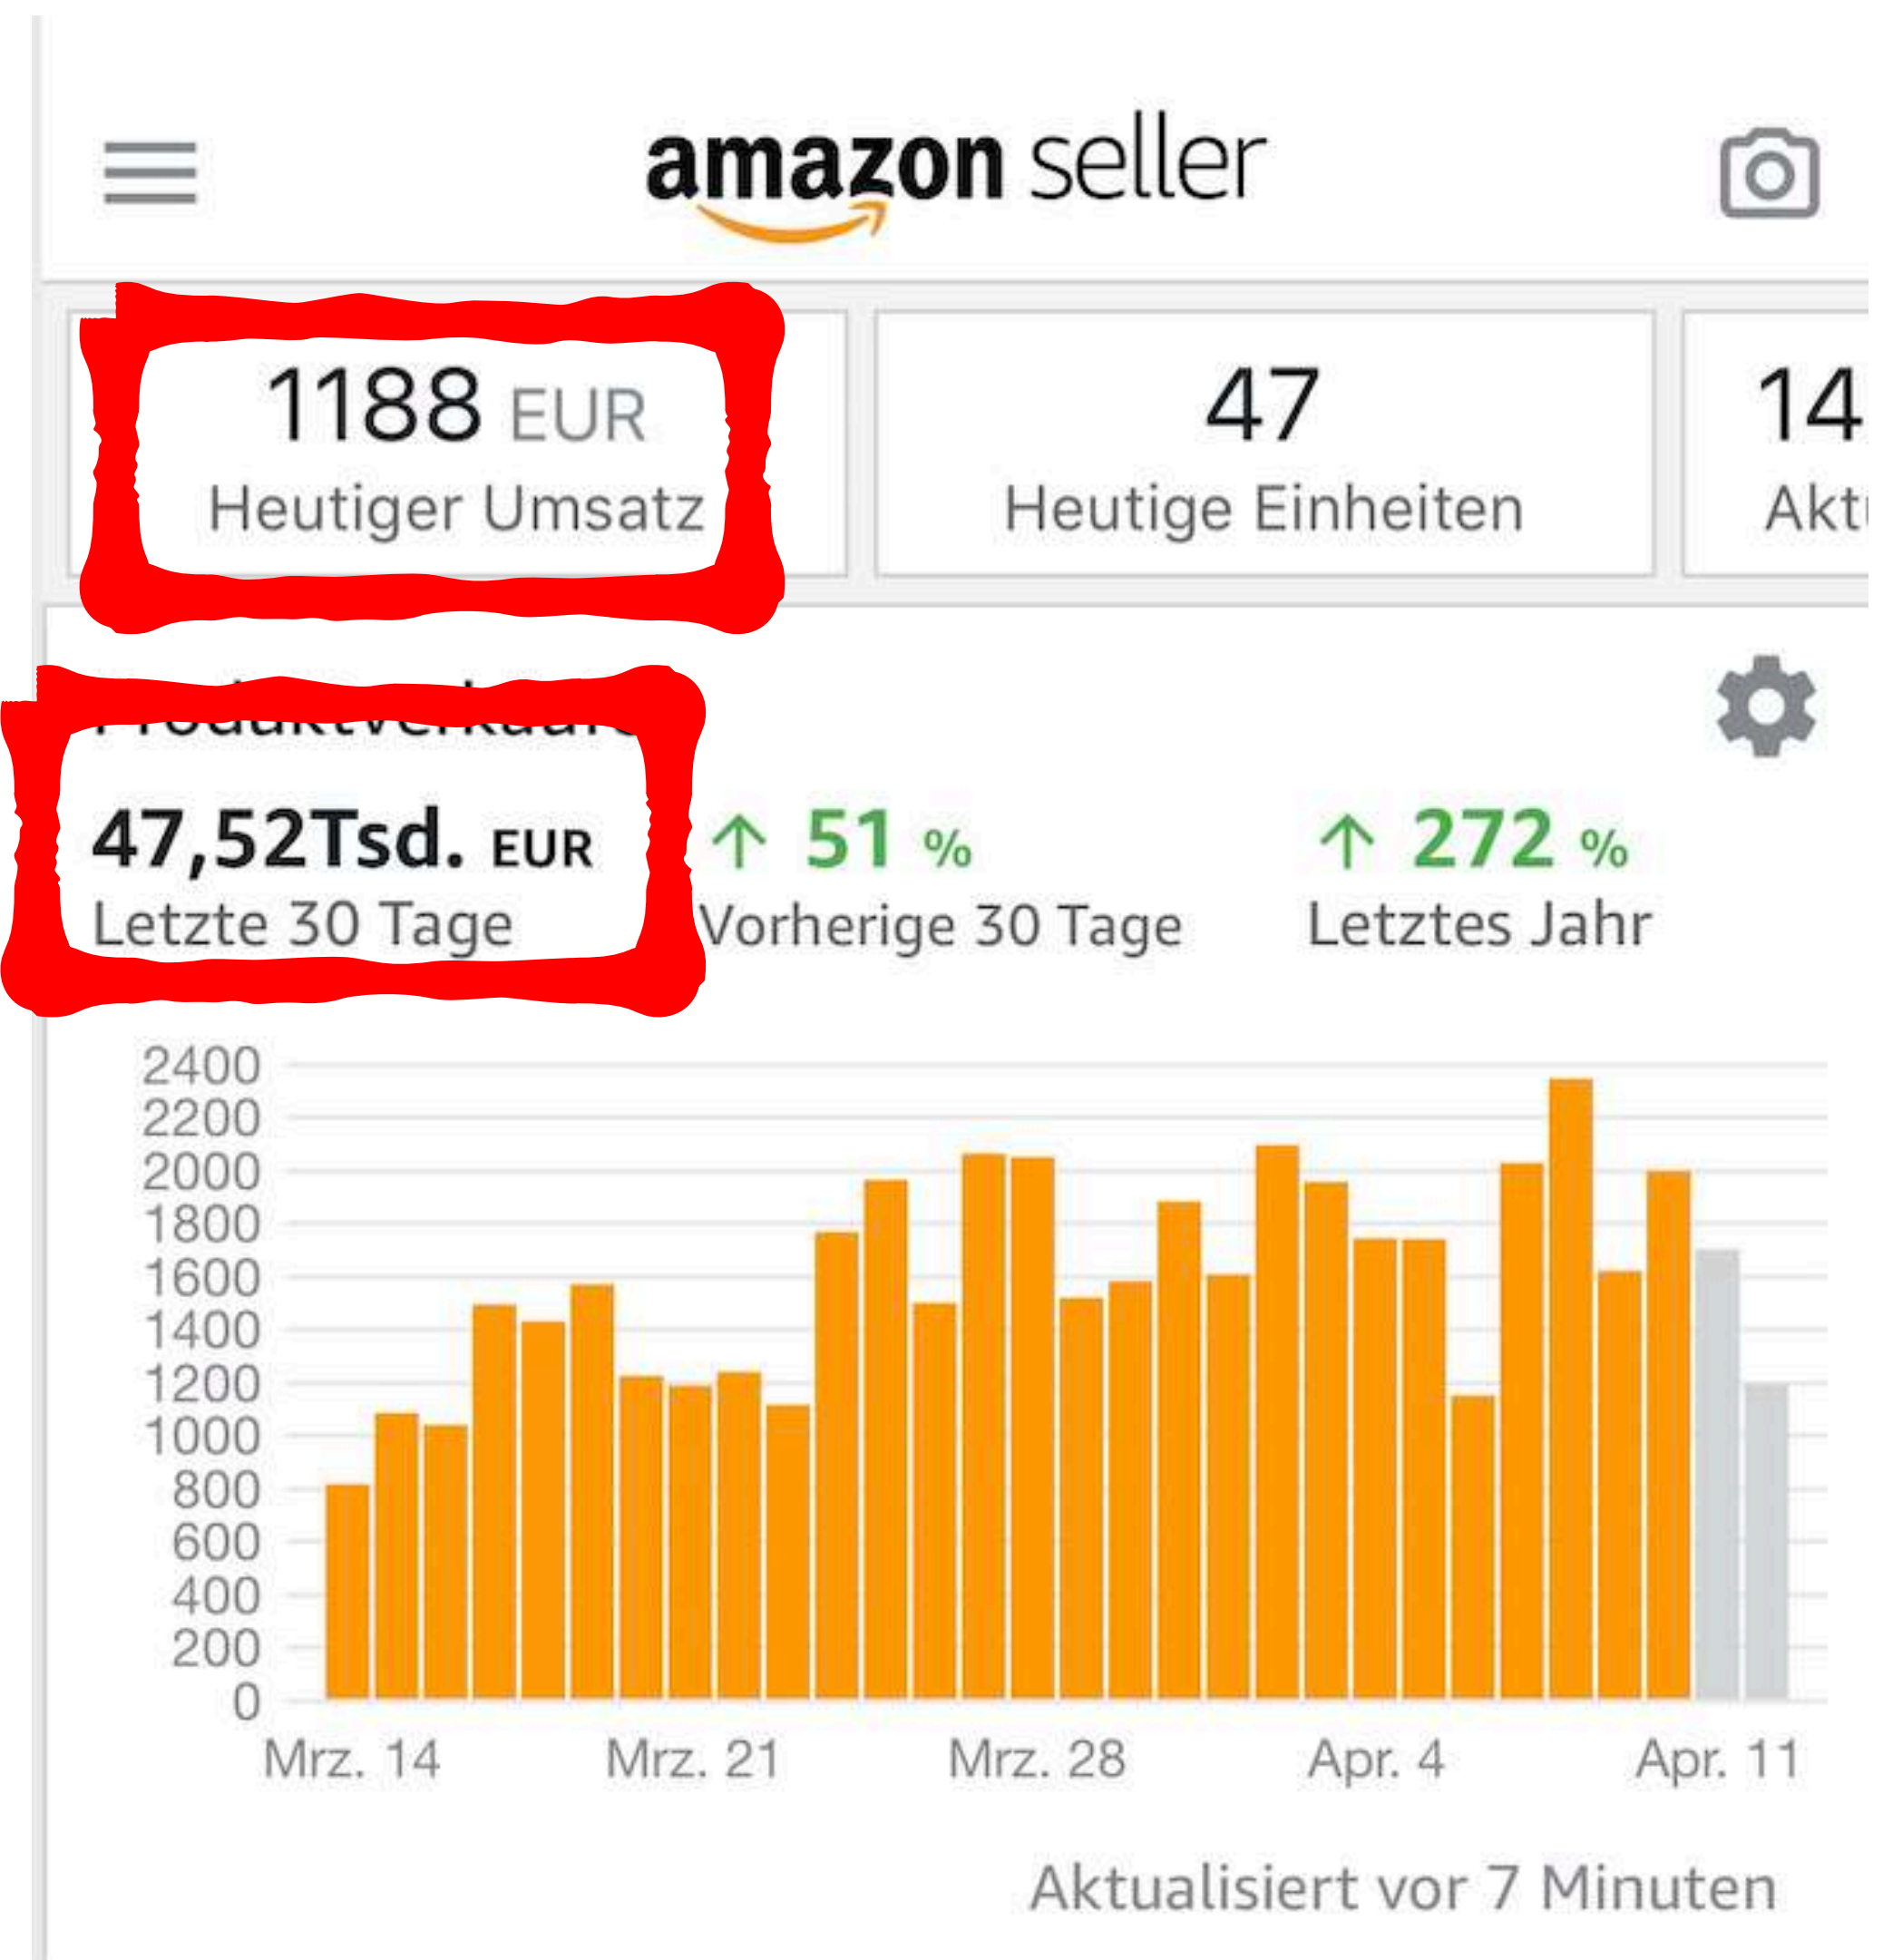 amazon seller
1188 EUR
Heutiger Umsatz
47
Heutige Einheiten
14
47,52Tsd. EUR
Letzte 30 Tage
↑ 51 %
Vorherige 30 Tage
↑ 272 %
Letztes Jahr
2400
2200
2000
1800
1600
1400
1200
1000
800
600
400
200
0
Mrz. 14 Mrz. 21 Mrz. 28 Apr. 4 Apr. 11
Aktualisiert vor 7 Minuten